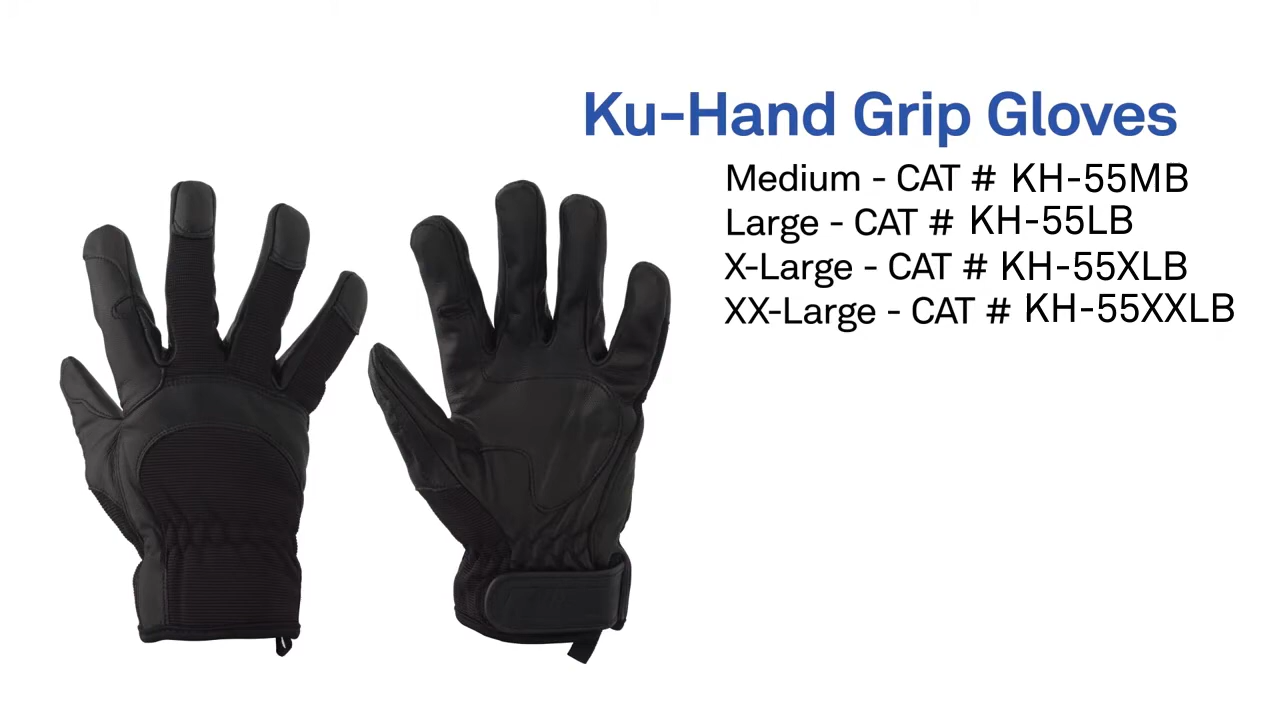 Ku-Hand Grip Gloves
Medium - CAT # KH-55MB
Large - CAT # KH-55LB
X-Large - CAT # KH-55XLB
XX-Large - CAT # KH-55XXLB